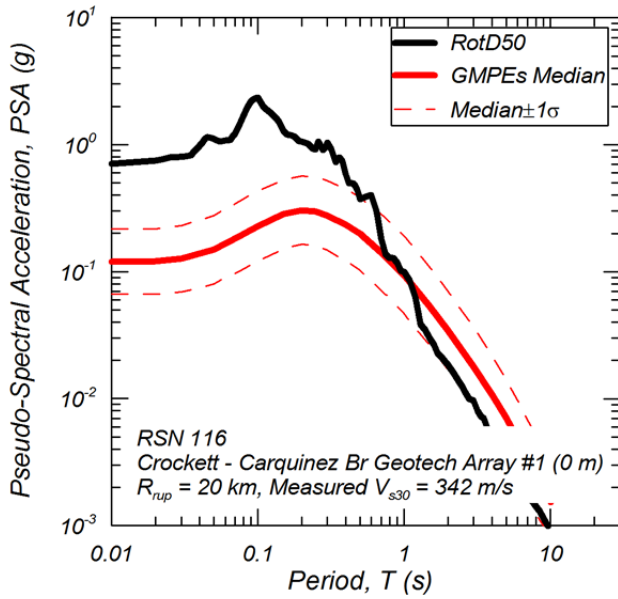 RotD50
GMPEs Median
Median±1σ
Pseudo-Spectral Acceleration, PSA (g)
10^1
10^0
10^-1
10^-2
10^-3
RSN 116
Crockett - Carquinez Br Geotech Array #1 (0 m)
R_rup = 20 km, Measured V_s30 = 342 m/s
0.01 0.1 1 10
Period, T (s)